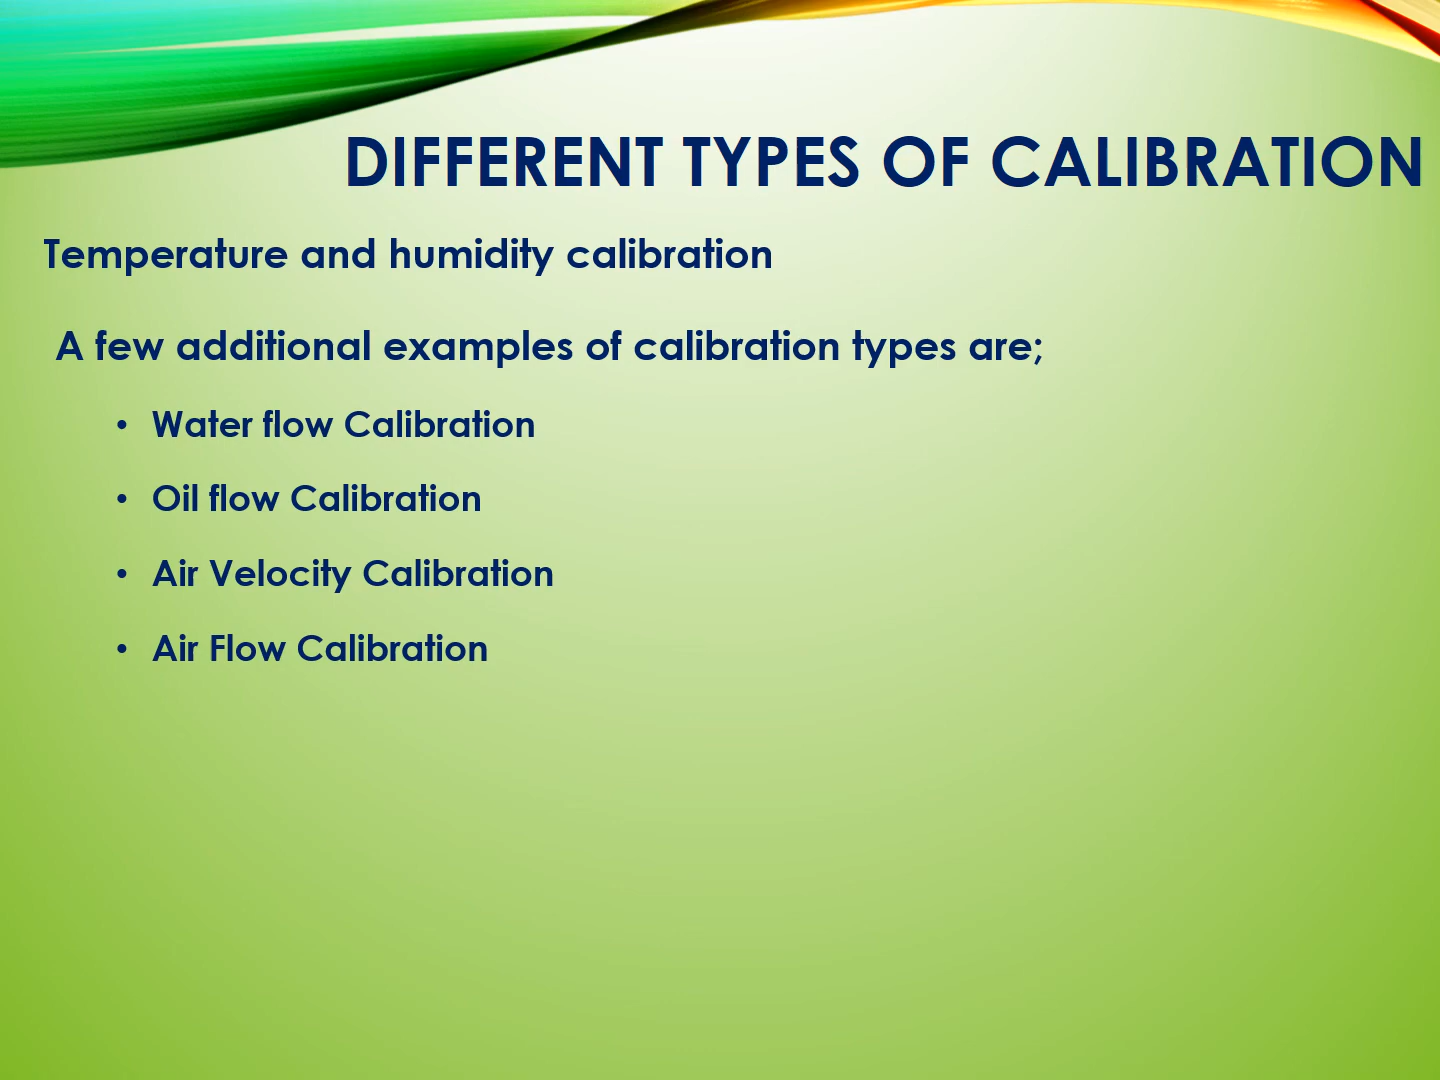 DIFFERENT TYPES OF CALIBRATION
Temperature and humidity calibration
A few additional examples of calibration types are;
• Water flow Calibration
• Oil flow Calibration
• Air Velocity Calibration
• Air Flow Calibration